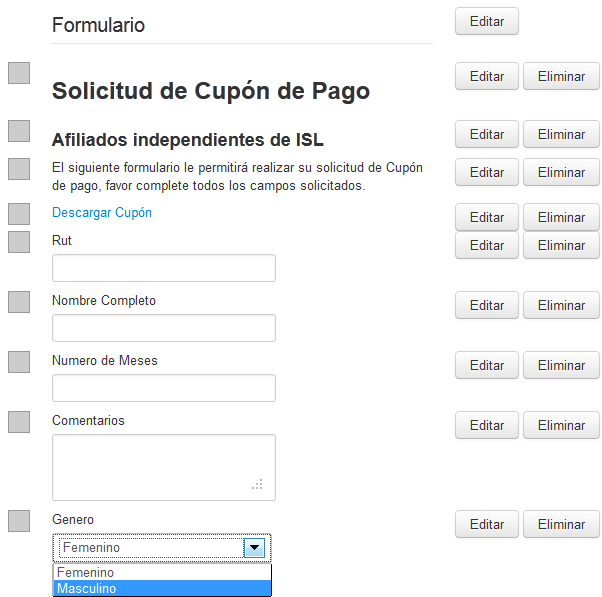 Formulario Editar
Solicitud de Cupón de Pago Editar Eliminar
Afiliados independientes de ISL Editar Eliminar
El siguiente formulario le permitirá realizar su solicitud de Cupón Editar Eliminar
de pago, favor complete todos los campos solicitados.
Descargar Cupón Editar Eliminar
Rut Editar Eliminar
Nombre Completo Editar Eliminar
Numero de Meses Editar Eliminar
Comentarios Editar Eliminar
Genero Editar Eliminar
Femenino
Femenino
Masculino